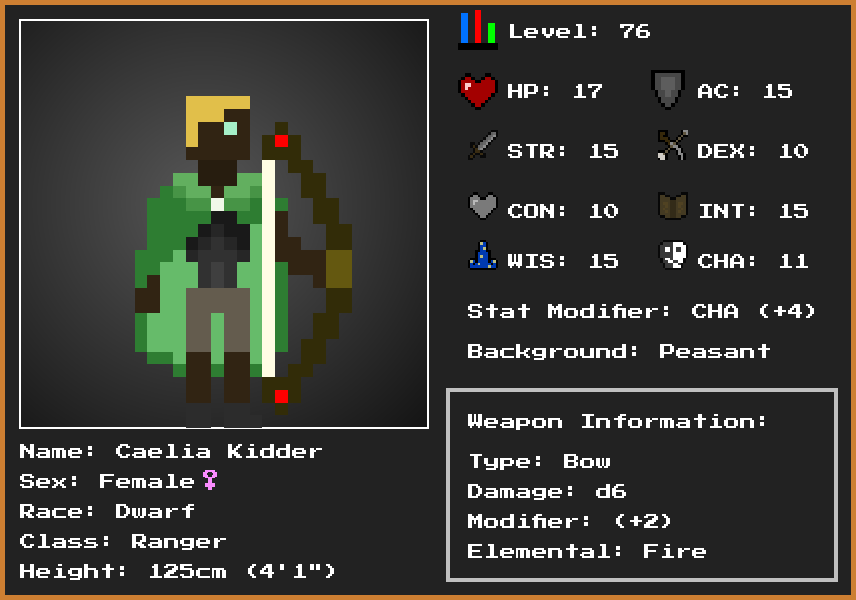 Level: 76
HP: 17 AC: 15
STR: 15 DEX: 10
CON: 10 INT: 15
WIS: 15 CHA: 11
Stat Modifier: CHA (+4)
Background: Peasant
Name: Caelia Kidder
Sex: Female♀
Race: Dwarf
Class: Ranger
Height: 125cm (4'1")
Weapon Information:
Type: Bow
Damage: d6
Modifier: (+2)
Elemental: Fire